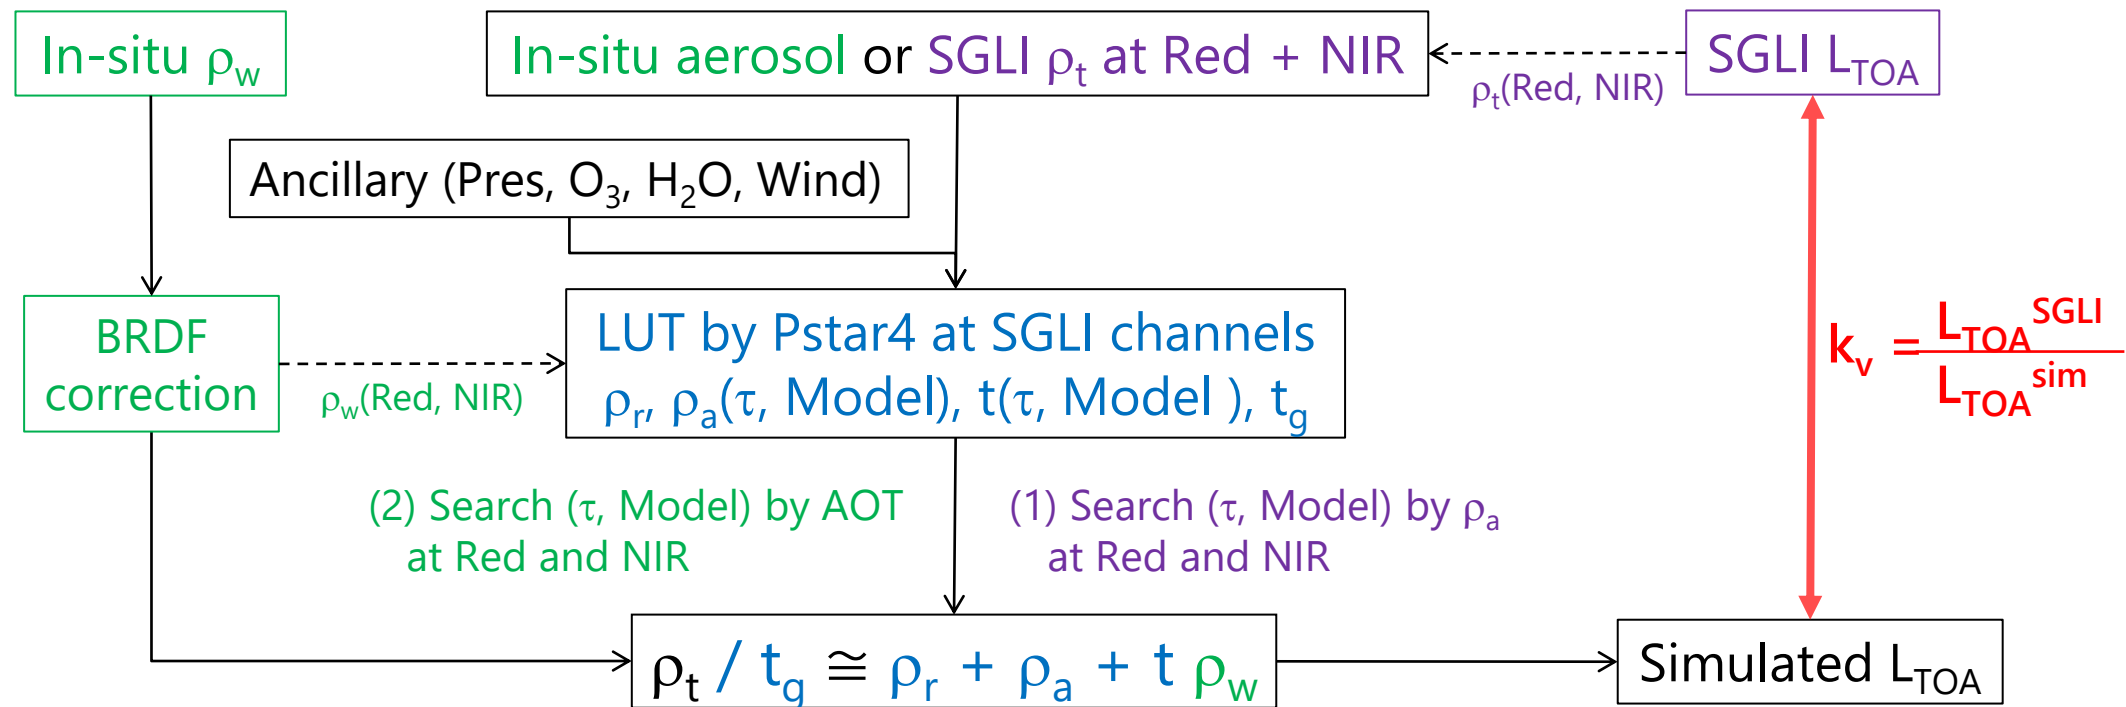 In-situ ρw
In-situ aerosol or SGLI ρt at Red + NIR
ρt(Red, NIR)
SGLI LTOA
Ancillary (Pres, O3, H2O, Wind)
BRDF
correction
ρw(Red, NIR)
LUT by Pstar4 at SGLI channels
ρr, ρa(τ, Model), t(τ, Model ), tg
kv = LTOA^SGLI
LTOA^sim
(2) Search (τ, Model) by AOT
at Red and NIR
(1) Search (τ, Model) by ρa
at Red and NIR
ρt / tg ≅ ρr + ρa + t ρw
Simulated LTOA